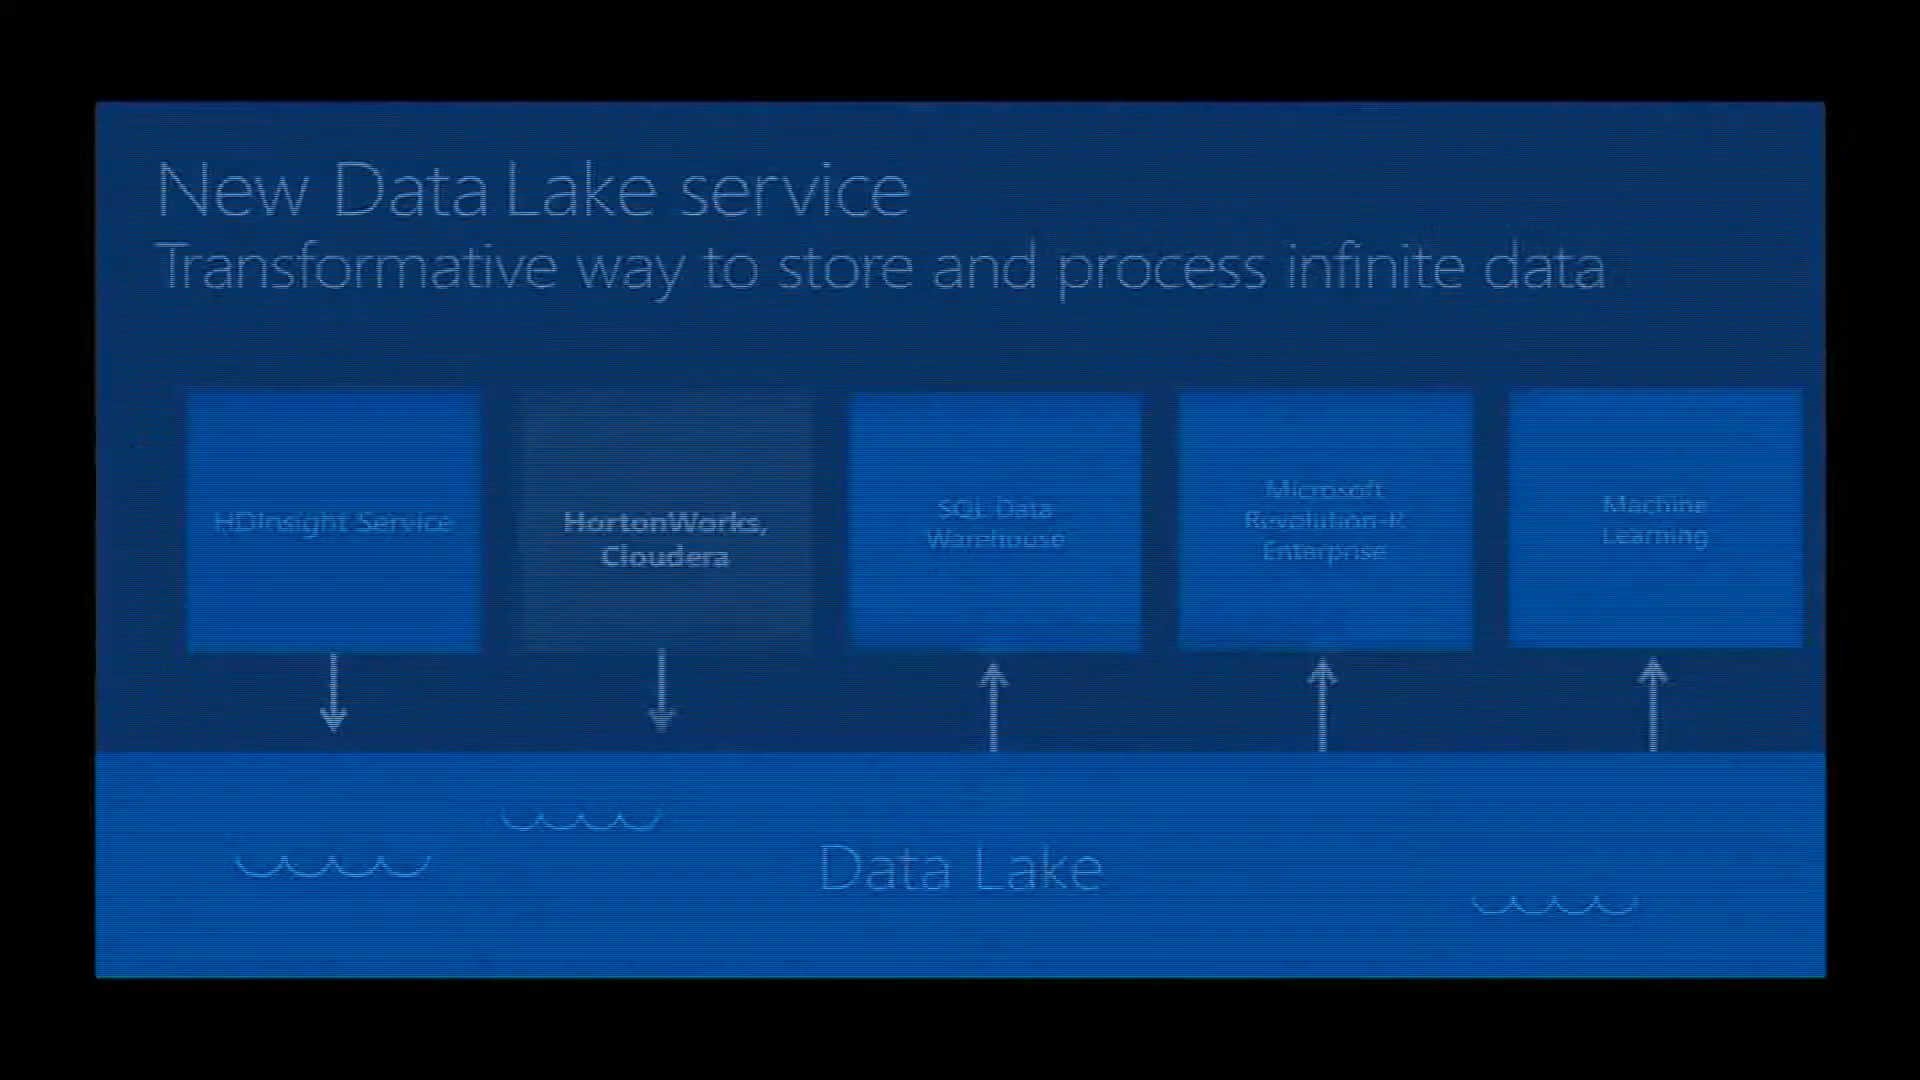 New Data Lake service
Transformative way to store and process infinite data
HDInsight Service
HortonWorks,
Cloudera
SQL Data
Warehouse
Microsoft
Revolution-R
Enterprise
Machine
Learning
Data Lake